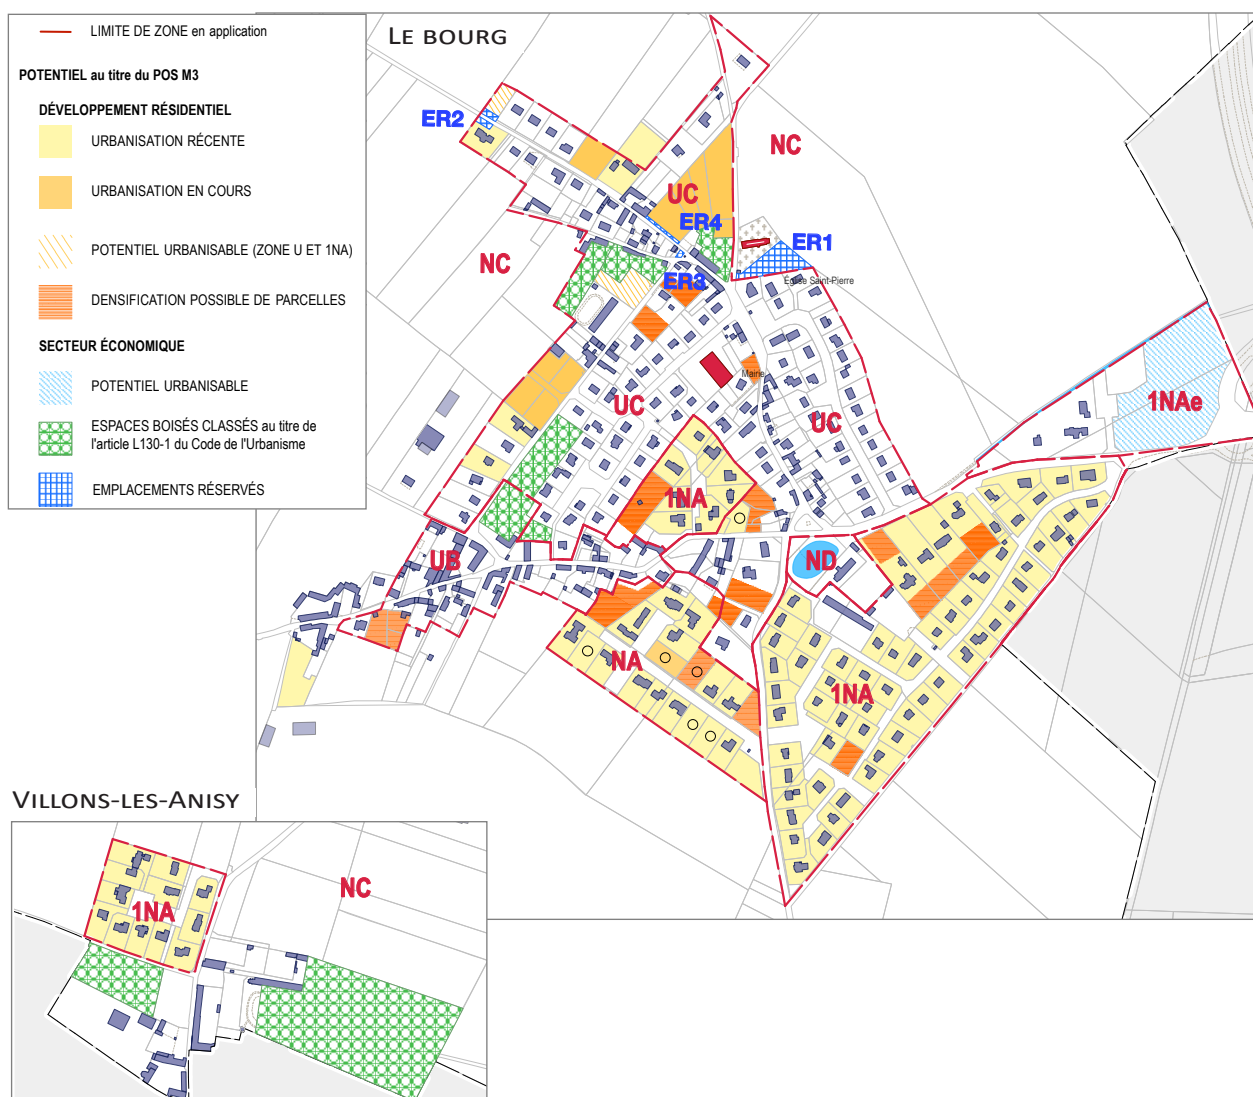 LIMITE DE ZONE en application
POTENTIEL au titre du POS M3
DÉVELOPPEMENT RÉSIDENTIEL
URBANISATION RÉCENTE
URBANISATION EN COURS
POTENTIEL URBANISABLE (ZONE U ET 1NA)
DENSIFICATION POSSIBLE DE PARCELLES
SECTEUR ÉCONOMIQUE
POTENTIEL URBANISABLE
ESPACES BOISÉS CLASSÉS au titre de
l'article L130-1 du Code de l'Urbanisme
EMPLACEMENTS RÉSERVÉS
LE BOURG
ER2
NC
UC
ER4
ER1
NC
ER3
Église Saint-Pierre
Mairie
1NAe
UC
UC
1NA
UB
ND
NA
1NA
VILLONS-LES-ANISY
NC
1NA